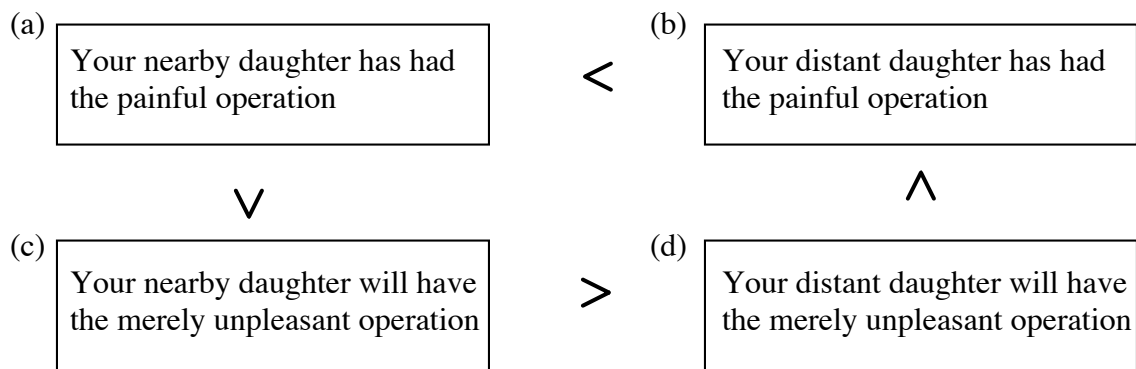 (a)
Your nearby daughter has had
the painful operation
<
(b)
Your distant daughter has had
the painful operation
∨
∧
(c)
Your nearby daughter will have
the merely unpleasant operation
>
(d)
Your distant daughter will have
the merely unpleasant operation